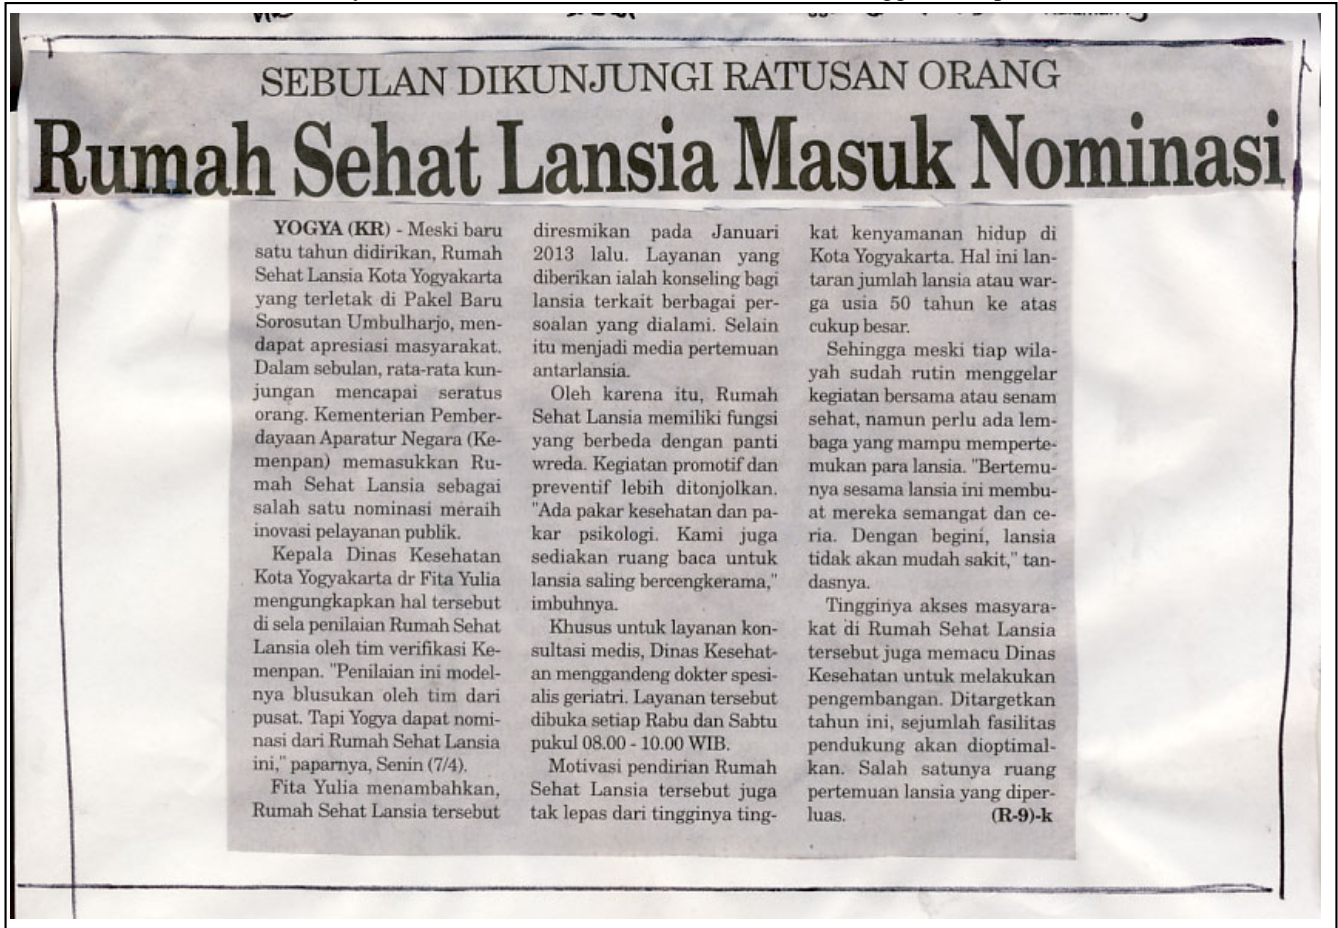 SEBULAN DIKUNJUNGI RATUSAN ORANG
Rumah Sehat Lansia Masuk Nominasi
YOGYA (KR) - Meski baru
satu tahun didirikan, Rumah
Sehat Lansia Kota Yogyakarta
yang terletak di Pakel Baru
Sorosutan Umbulharjo, men-
dapat apresiasi masyarakat.
Dalam sebulan, rata-rata kun-
jungan mencapai seratus
orang. Kementerian Pember-
dayaan Aparatur Negara (Ke-
menpan) memasukkan Ru-
mah Sehat Lansia sebagai
salah satu nominasi meraih
inovasi pelayanan publik.
Kepala Dinas Kesehatan
Kota Yogyakarta dr Fita Yulia
mengungkapkan hal tersebut
di sela penilaian Rumah Sehat
Lansia oleh tim verifikasi Ke-
menpan. "Penilaian ini model-
nya blusukan oleh tim dari
pusat. Tapi Yogya dapat nomi-
nasi dari Rumah Sehat Lansia
ini," paparnya, Senin (7/4).
Fita Yulia menambahkan,
Rumah Sehat Lansia tersebut
diresmikan pada Januari
2013 lalu. Layanan yang
diberikan ialah konseling bagi
lansia terkait berbagai per-
soalan yang dialami. Selain
itu menjadi media pertemuan
antarlansia.
Oleh karena itu, Rumah
Sehat Lansia memiliki fungsi
yang berbeda dengan panti
wreda. Kegiatan promotif dan
preventif lebih ditonjolkan.
"Ada pakar kesehatan dan pa-
kar psikologi. Kami juga
sediakan ruang baca untuk
lansia saling bercengkerama,"
imbuhnya.
Khusus untuk layanan kon-
sultasi medis, Dinas Kesehat-
an menggandeng dokter spesi-
alis geriatri. Layanan tersebut
dibuka setiap Rabu dan Sabtu
pukul 08.00 - 10.00 WIB.
Motivasi pendirian Rumah
Sehat Lansia tersebut juga
tak lepas dari tingginya ting-
kat kenyamanan hidup di
Kota Yogyakarta. Hal ini lan-
taran jumlah lansia atau war-
ga usia 50 tahun ke atas
cukup besar.
Sehingga meski tiap wila-
yah sudah rutin menggelar
kegiatan bersama atau senam
sehat, namun perlu ada lem-
baga yang mampu memperte-
mukan para lansia. "Bertemu-
nya sesama lansia ini membu-
at mereka semangat dan ce-
ria. Dengan begini, lansia
tidak akan mudah sakit," tan-
dasnya.
Tingginya akses masyara-
kat di Rumah Sehat Lansia
tersebut juga memacu Dinas
Kesehatan untuk melakukan
pengembangan. Ditargetkan
tahun ini, sejumlah fasilitas
pendukung akan dioptimal-
kan. Salah satunya ruang
pertemuan lansia yang diper-
luas. (R-9)-k